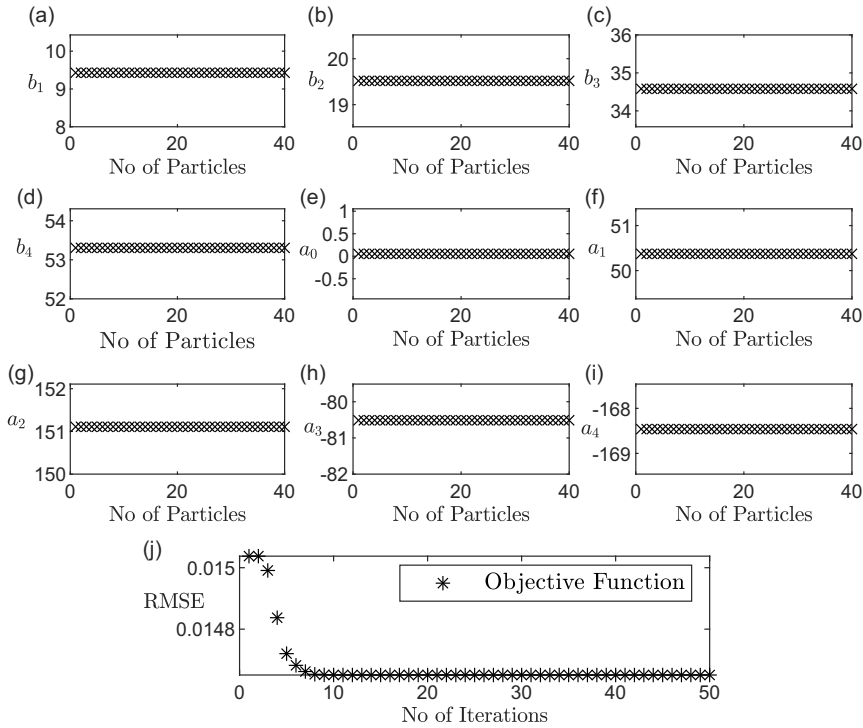 (a)
10
9
8
b1
0 20 40
No of Particles
(b)
20
19
b2
0 20 40
No of Particles
(c)
36
35
34
b3
0 20 40
No of Particles
(d)
54
53
52
b4
0 20 40
No of Particles
(e)
1
0.5
0
-0.5
a0
0 20 40
No of Particles
(f)
51
50
a1
0 20 40
No of Particles
(g)
152
151
150
a2
0 20 40
No of Particles
(h)
-80
-81
-82
a3
0 20 40
No of Particles
(i)
-168
-169
a4
0 20 40
No of Particles
(j)
0.015
RMSE
0.0148
Objective Function
0 10 20 30 40 50
No of Iterations